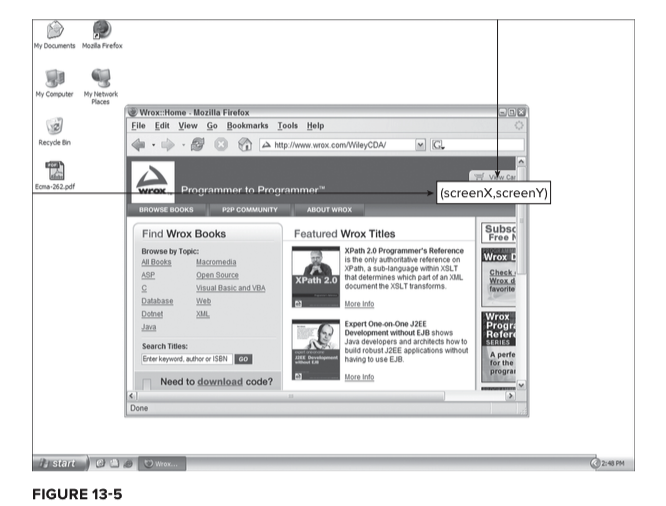 My Documents Mozilla Firefox
My Computer My Network
Places
Recycle Bin
Ecma-262.pdf
Wrox::Home - Mozilla Firefox
File Edit View Go Bookmarks Tools Help
http://www.wrox.com/WileyCDA/
G
wrox
Programmer to Programmer™
View Car
(screenX,screenY)
BROWSE BOOKS P2P COMMUNITY ABOUT WROX
Find Wrox Books
Browse by Topic:
All Books Macromedia
ASP Open Source
C Visual Basic and VBA
Database Web
Dotnet XML
Java
Search Titles:
Enter keyword, author or ISBN GO
Need to download code?
Featured Wrox Titles
XPath 2.0
XPath 2.0 Programmer's Reference
is the only authoritative reference on
XPath, a sub-language within XSLT
that determines which part of an XML
document the XSLT transforms.
More Info
J2EE Development
without EJB
Expert One-on-One J2EE
Development without EJB shows
Java developers and architects how to
build robust J2EE applications without
having to use EJB.
More Info
Subsc
Free N
Wrox D
Check
Wrox d
favorite
Wrox
Progra
Refere
SERIES
A perfe
for the
progra
Done
start
Wrox...
2:48 PM
FIGURE 13-5